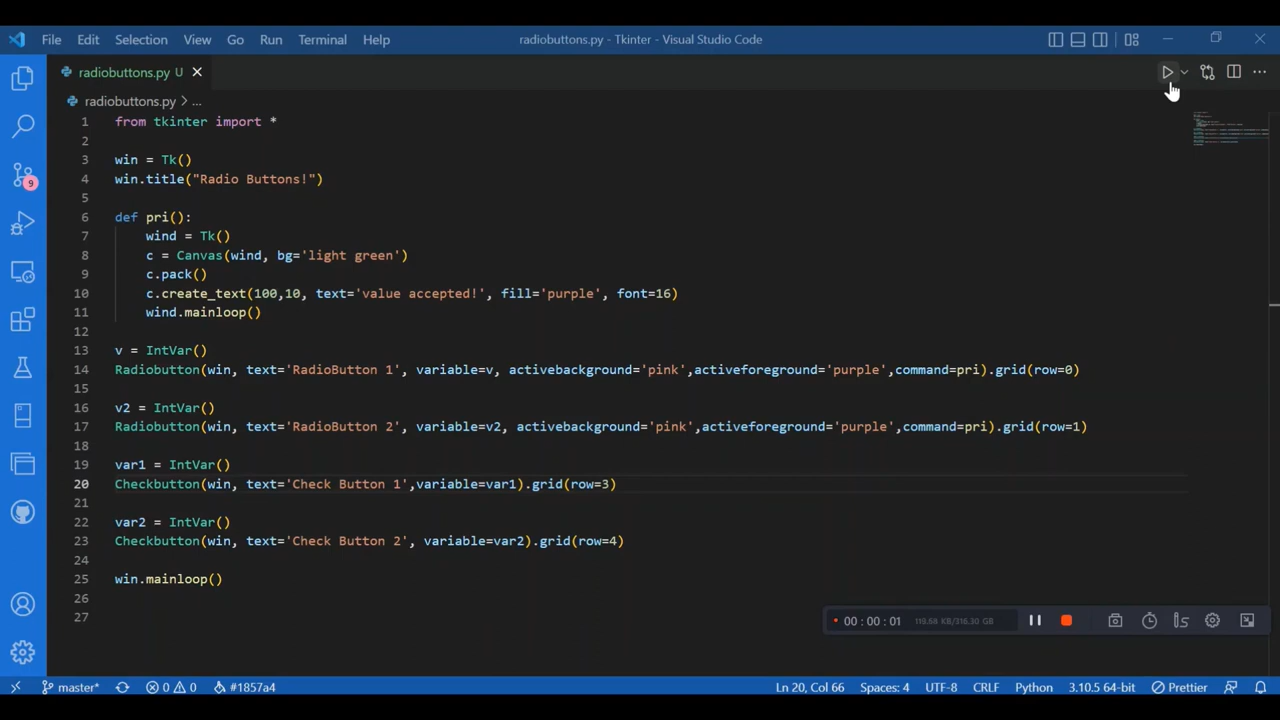 File Edit Selection View Go Run Terminal Help
radiobuttons.py - Tkinter - Visual Studio Code
radiobuttons.py U
radiobuttons.py > ...
1 from tkinter import *
2
3 win = Tk()
4 win.title("Radio Buttons!")
5
6 def pri():
7 wind = Tk()
8 c = Canvas(wind, bg='light green')
9 c.pack()
10 c.create_text(100,10, text='value accepted!', fill='purple', font=16)
11 wind.mainloop()
12
13 v = IntVar()
14 Radiobutton(win, text='RadioButton 1', variable=v, activebackground='pink',activeforeground='purple',command=pri).grid(row=0)
15
16 v2 = IntVar()
17 Radiobutton(win, text='RadioButton 2', variable=v2, activebackground='pink',activeforeground='purple',command=pri).grid(row=1)
18
19 var1 = IntVar()
20 Checkbutton(win, text='Check Button 1',variable=var1).grid(row=3)
21
22 var2 = IntVar()
23 Checkbutton(win, text='Check Button 2', variable=var2).grid(row=4)
24
25 win.mainloop()
26
27
9
00 : 00 : 01 118.68 KB/316.30 GB
master* 0 0 #1857a4 Ln 20, Col 66 Spaces: 4 UTF-8 CRLF Python 3.10.5 64-bit Prettier